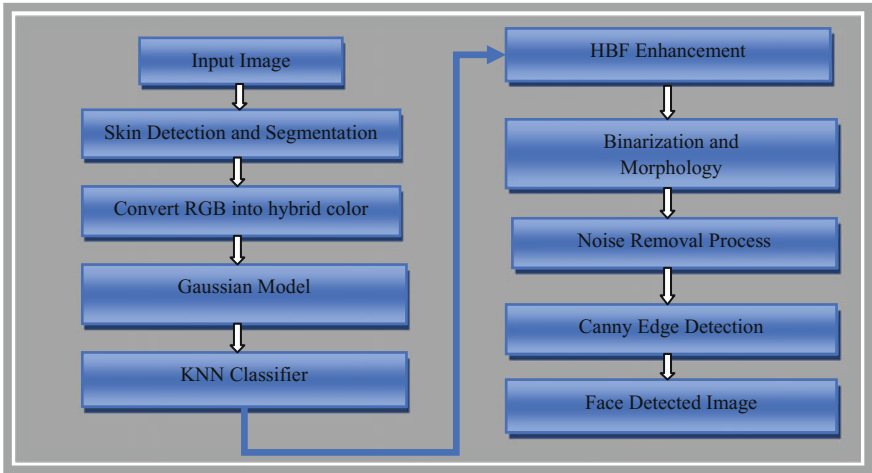 Input Image
Skin Detection and Segmentation
Convert RGB into hybrid color
Gaussian Model
KNN Classifier
HBF Enhancement
Binarization and
Morphology
Noise Removal Process
Canny Edge Detection
Face Detected Image